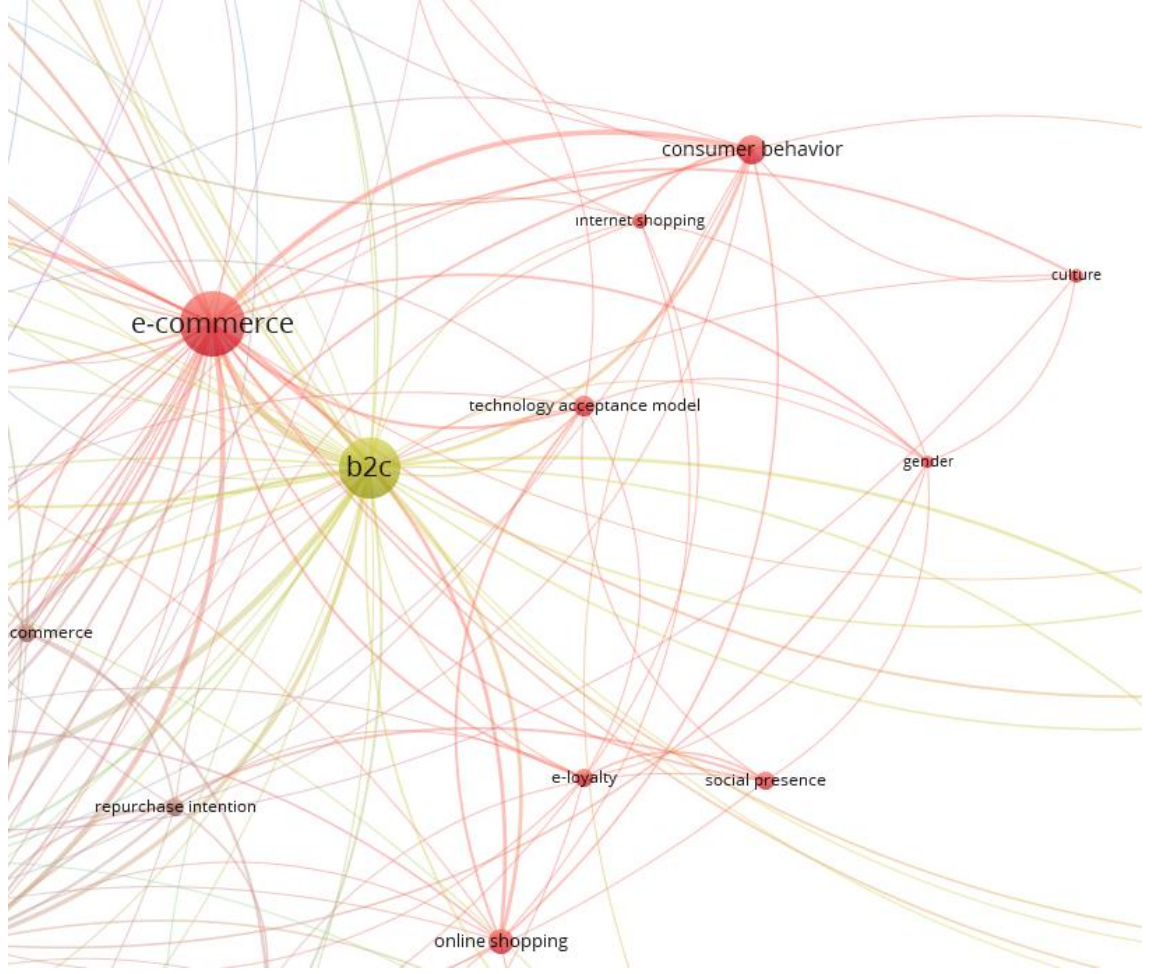 consumer behavior
internet shopping
culture
e-commerce
technology acceptance model
gender
b2c
commerce
e-loyalty
social presence
repurchase intention
online shopping